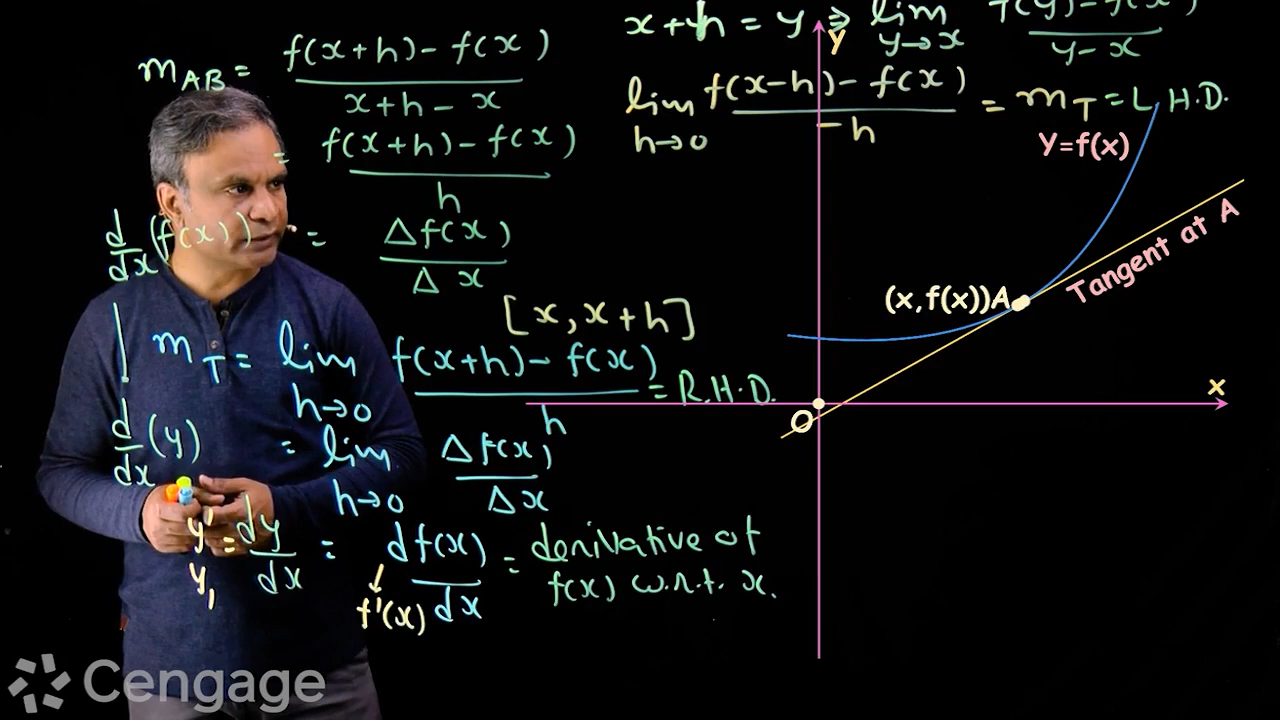 m_AB = (f(x+h) - f(x)) / (x+h - x)
= (f(x+h) - f(x)) / h
d/dx (f(x)) = Δf(x) / Δx
[x, x+h]
m_T = lim h→0 (f(x+h) - f(x)) / h = R.H.D.
d/dx (y) = lim h→0 Δf(x) / Δx
y' = dy/dx = df(x)/dx = derivative of
f(x) w.r.t. x.
y₁
f'(x)
x+h = y ⇒ lim y→x (f(y) - f(x)) / (y - x)
lim h→0 (f(x-h) - f(x)) / -h = m_T = L.H.D.
y
Y=f(x)
Tangent at A
(x,f(x))A
x
O
Cengage